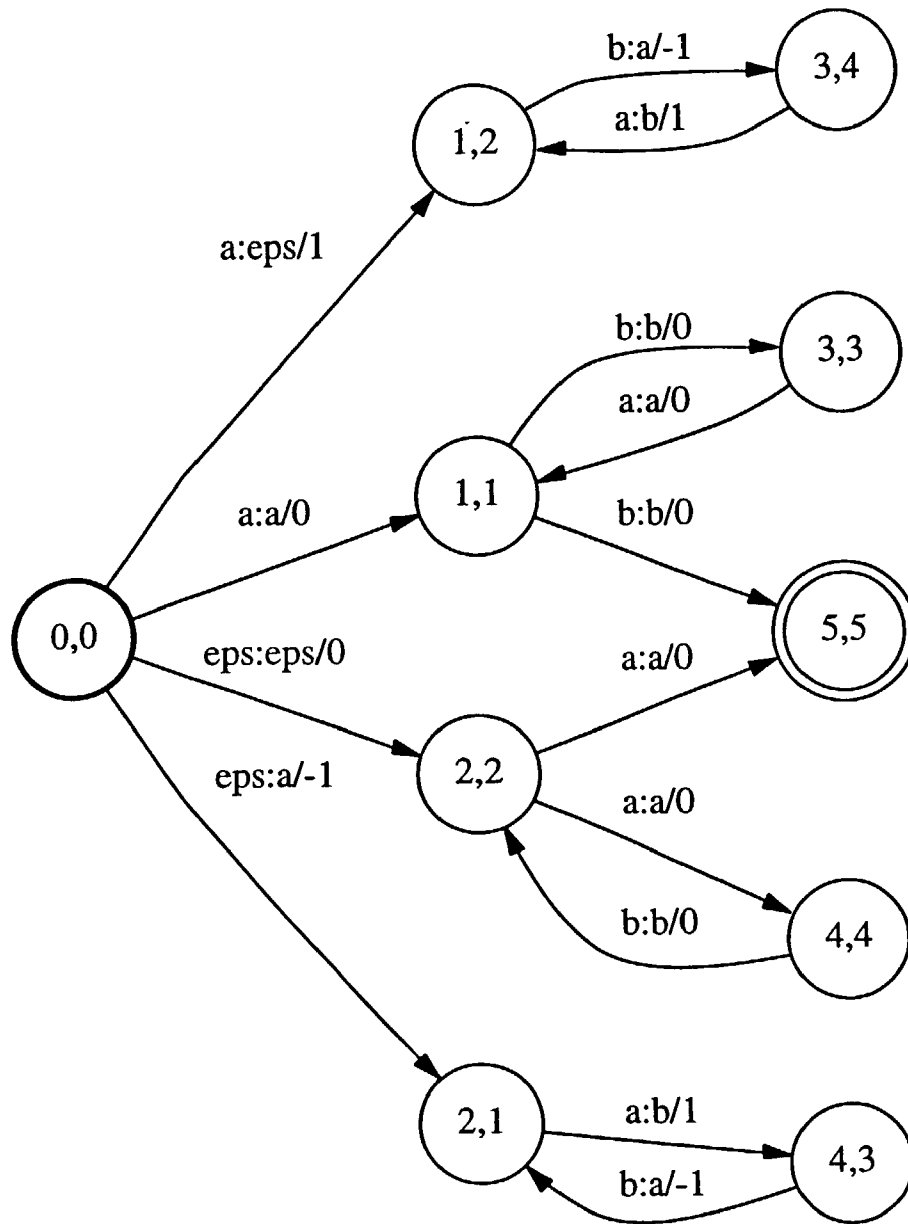 b:a/-1
3,4
a:b/1
1,2
a:eps/1
b:b/0
3,3
a:a/0
1,1
a:a/0
b:b/0
0,0
eps:eps/0
a:a/0
5,5
2,2
eps:a/-1
a:a/0
b:b/0
4,4
2,1
a:b/1
4,3
b:a/-1